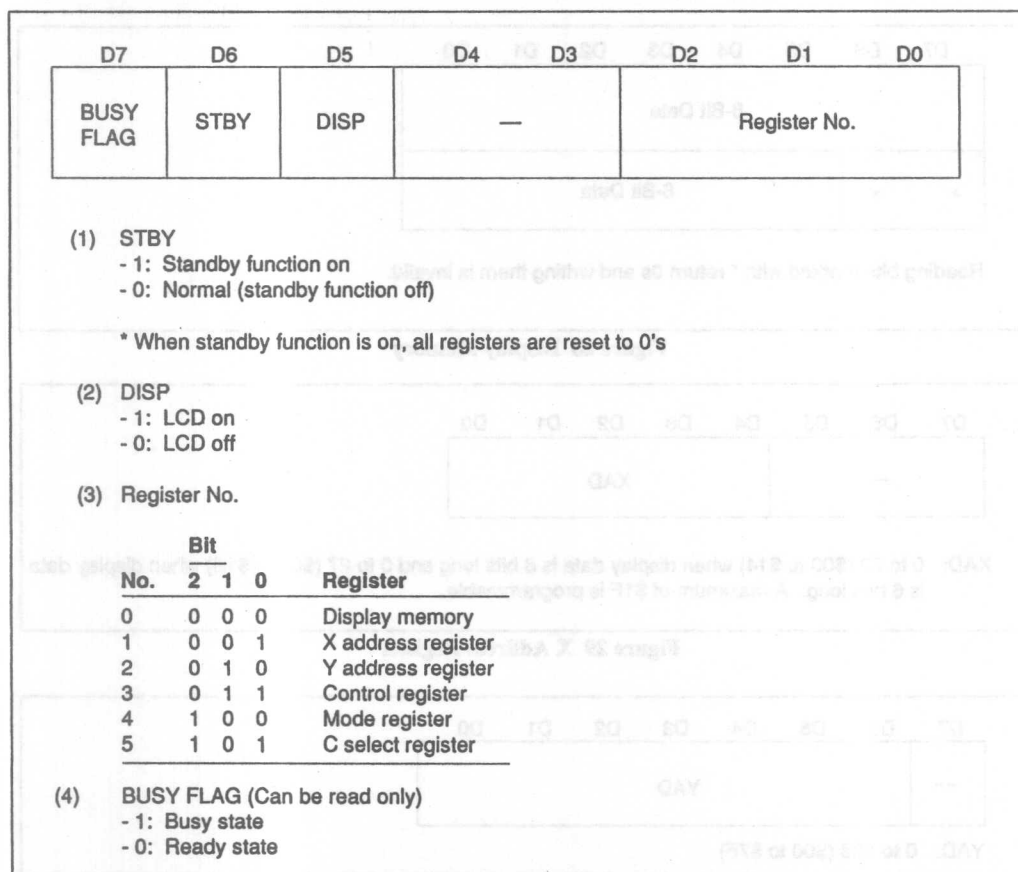 D7 D6 D5 D4 D3 D2 D1 D0
BUSY FLAG STBY DISP — Register No.
(1) STBY
- 1: Standby function on
- 0: Normal (standby function off)
* When standby function is on, all registers are reset to 0's
(2) DISP
- 1: LCD on
- 0: LCD off
(3) Register No.
Bit
No. 2 1 0 Register
0 0 0 0 Display memory
1 0 0 1 X address register
2 0 1 0 Y address register
3 0 1 1 Control register
4 1 0 0 Mode register
5 1 0 1 C select register
(4) BUSY FLAG (Can be read only)
- 1: Busy state
- 0: Ready state